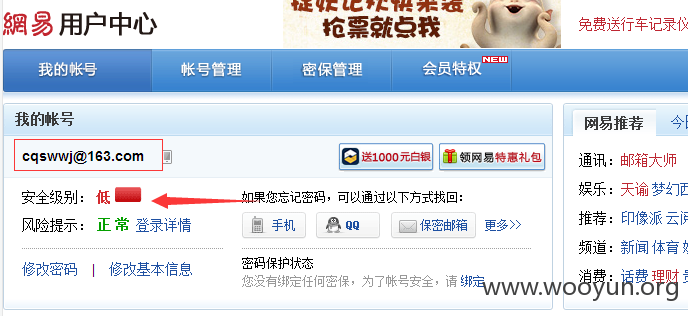 捉妖记欢快来袭
網易 用户中心
抢票就点我
免费送行车记录仪
我的帐号 帐号管理 密保管理 会员特权 NEW
我的帐号
cqswwj@163.com
送1000元白银 领网易特惠礼包
安全级别： 低
如果您忘记密码，可以通过以下方式找回：
风险提示： 正常 登录详情
手机 QQ 保密邮箱 更多>>
修改密码 | 修改基本信息
密码保护状态
您没有绑定任何密保，为了帐号安全，请 绑定
网易推荐
通讯： 邮箱大师
娱乐： 天谕 梦幻西
推荐： 印像派 云阅
频道： 新闻 体育
消费： 话费 理财
www.wooyun.org